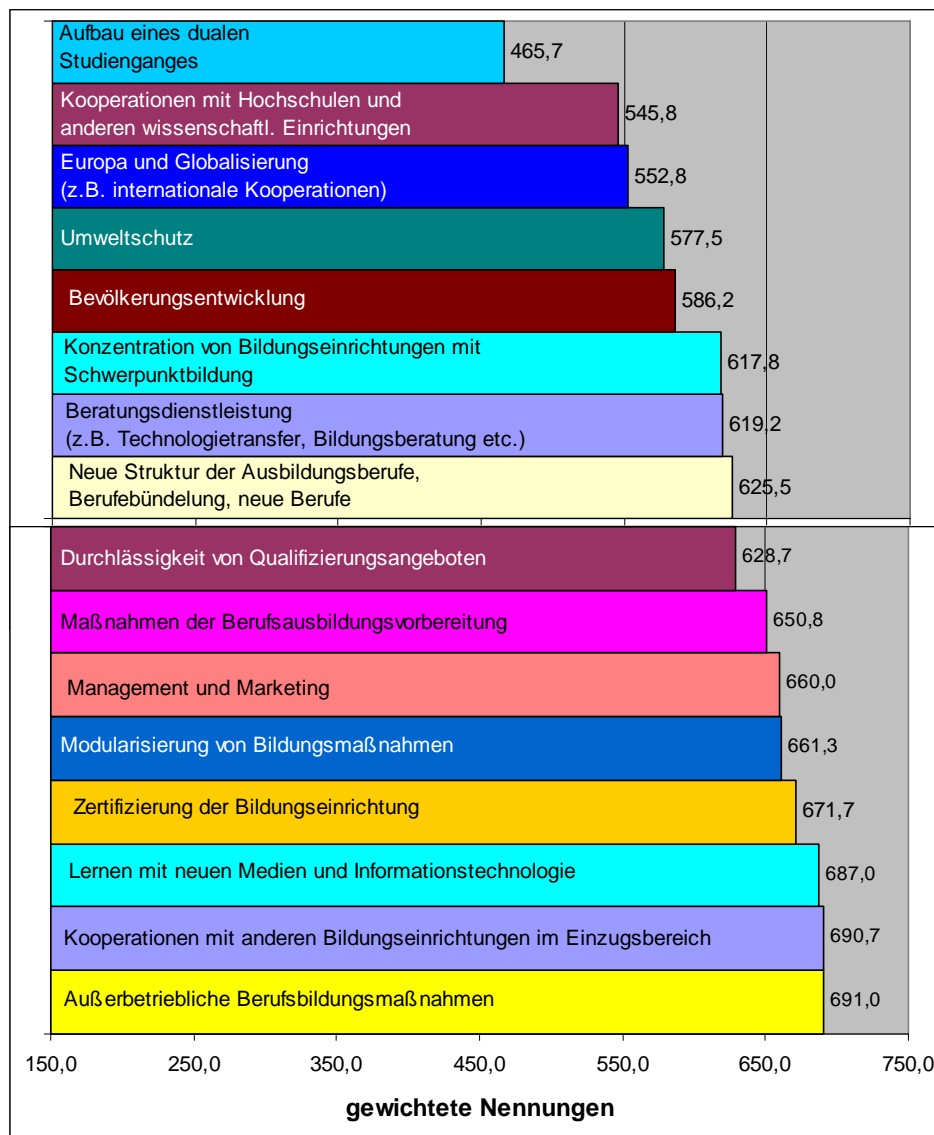 Aufbau eines dualen
Studienganges
465,7
Kooperationen mit Hochschulen und
anderen wissenschaftl. Einrichtungen
545,8
Europa und Globalisierung
(z.B. internationale Kooperationen)
552,8
Umweltschutz
577,5
Bevölkerungsentwicklung
586,2
Konzentration von Bildungseinrichtungen mit
Schwerpunktbildung
617,8
Beratungsdienstleistung
(z.B. Technologietransfer, Bildungsberatung etc.)
619,2
Neue Struktur der Ausbildungsberufe,
Berufebündelung, neue Berufe
625,5
Durchlässigkeit von Qualifizierungsangeboten
628,7
Maßnahmen der Berufsausbildungsvorbereitung
650,8
Management und Marketing
660,0
Modularisierung von Bildungsmaßnahmen
661,3
Zertifizierung der Bildungseinrichtung
671,7
Lernen mit neuen Medien und Informationstechnologie
687,0
Kooperationen mit anderen Bildungseinrichtungen im Einzugsbereich
690,7
Außerbetriebliche Berufsbildungsmaßnahmen
691,0
150,0 250,0 350,0 450,0 550,0 650,0 750,0
gewichtete Nennungen